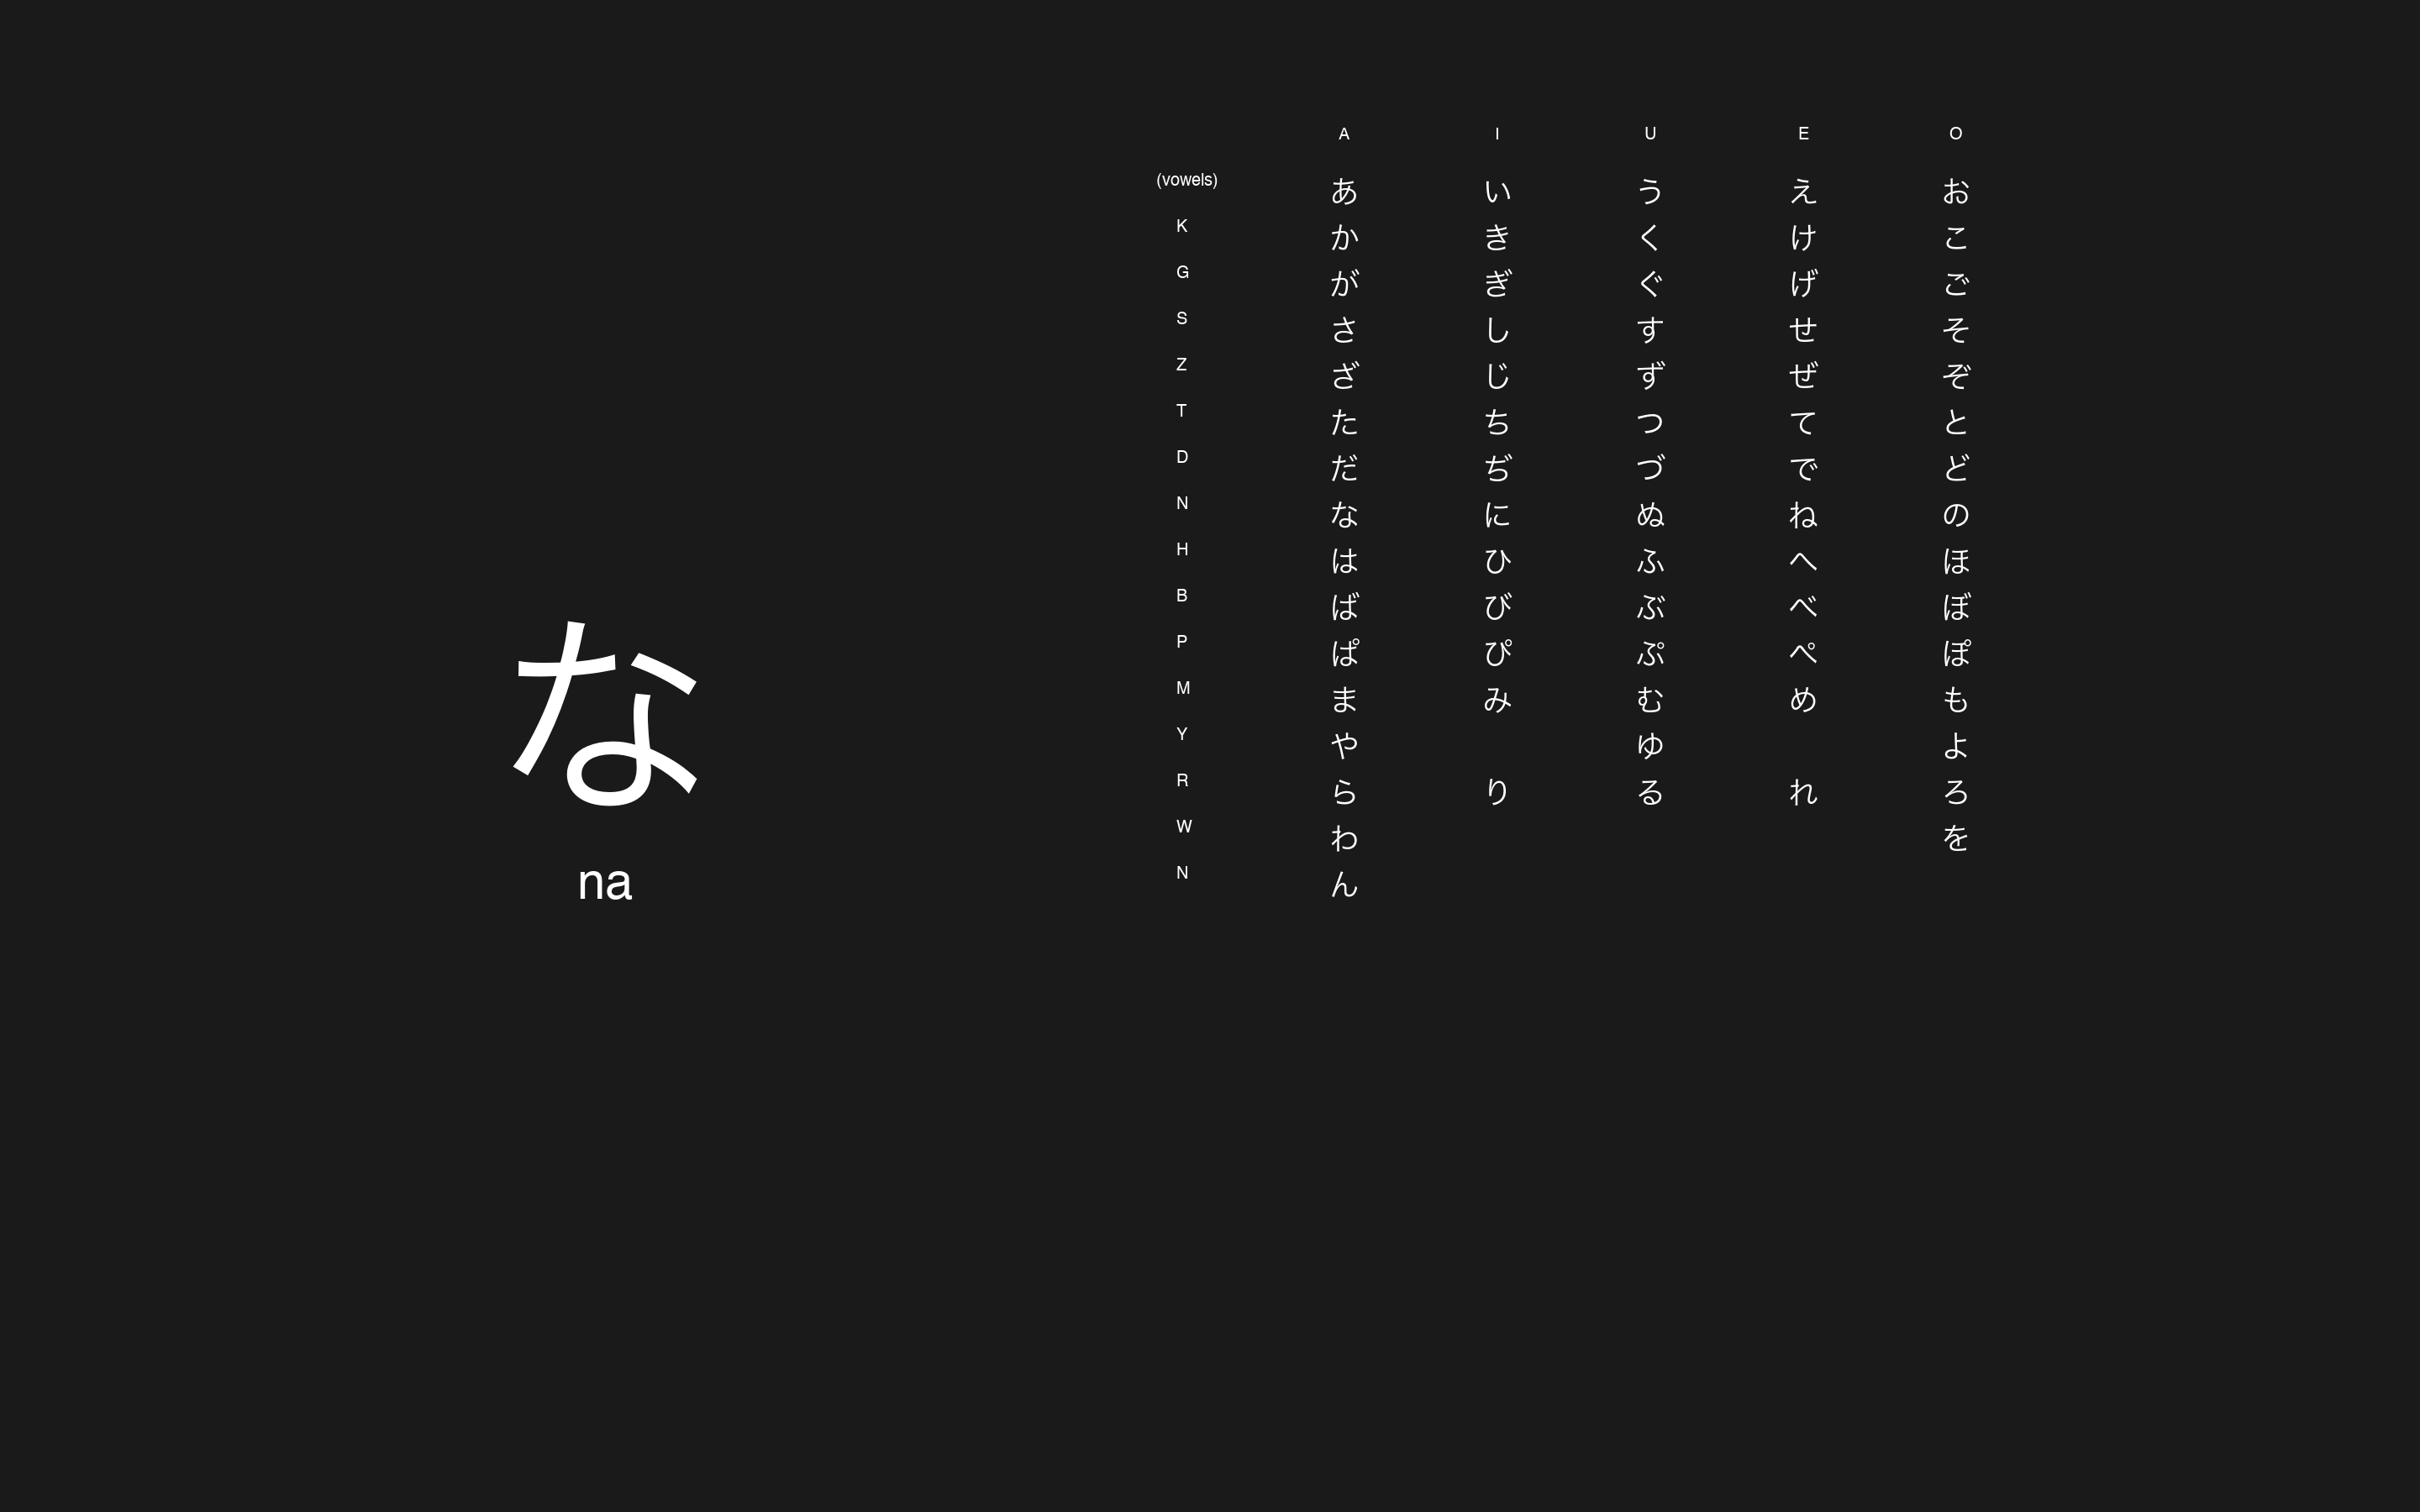 な
na
A I U E O
(vowels) あ い う え お
K か き く け こ
G が ぎ ぐ げ ご
S さ し す せ そ
Z ざ じ ず ぜ ぞ
T た ち つ て と
D だ ぢ づ で ど
N な に ぬ ね の
H は ひ ふ へ ほ
B ば び ぶ べ ぼ
P ぱ ぴ ぷ ぺ ぽ
M ま み む め も
Y や ゆ よ
R ら り る れ ろ
W わ を
N ん